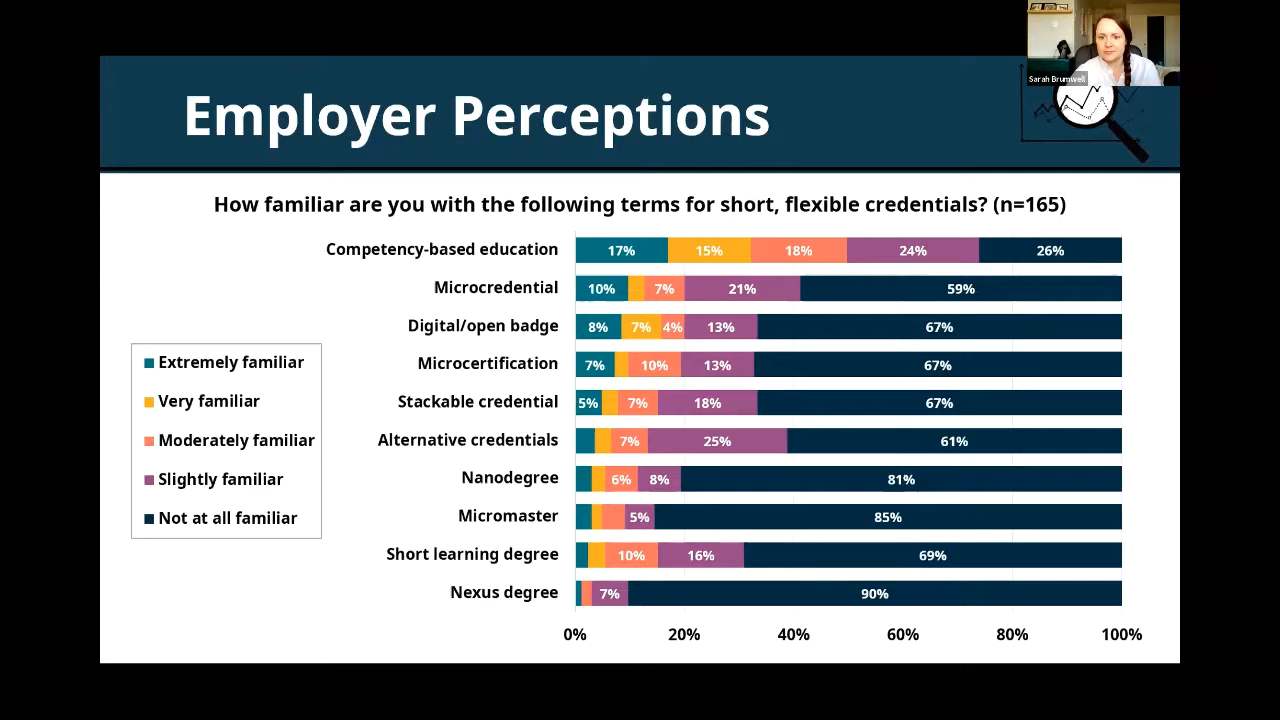 Sarah Brumwell
Employer Perceptions
How familiar are you with the following terms for short, flexible credentials? (n=165)
Competency-based education 17% 15% 18% 24% 26%
Microcredential 10% 7% 21% 59%
Digital/open badge 8% 7% 4% 13% 67%
Microcertification 7% 10% 13% 67%
Stackable credential 5% 7% 18% 67%
Alternative credentials 7% 25% 61%
Nanodegree 6% 8% 81%
Micromaster 5% 85%
Short learning degree 10% 16% 69%
Nexus degree 7% 90%
0% 20% 40% 60% 80% 100%
Extremely familiar
Very familiar
Moderately familiar
Slightly familiar
Not at all familiar